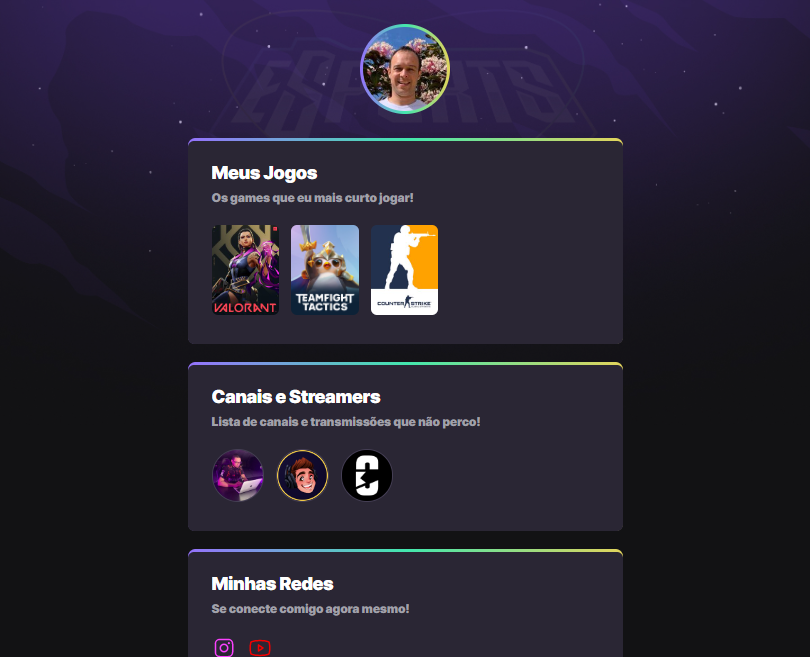 ESPORTS
Meus Jogos
Os games que eu mais curto jogar!
VALORANT
TEAMFIGHT
TACTICS
COUNTER STRIKE
Canais e Streamers
Lista de canais e transmissões que não perco!
Minhas Redes
Se conecte comigo agora mesmo!